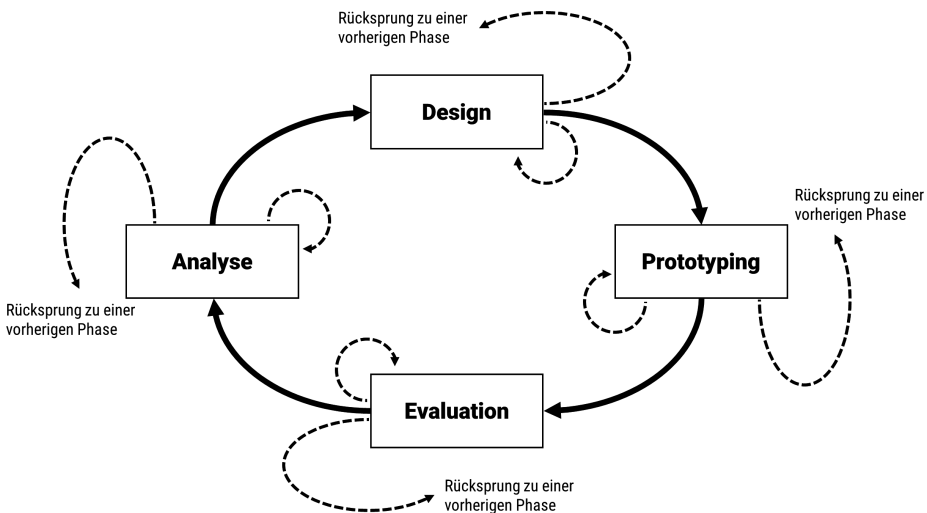 Rücksprung zu einer
vorherigen Phase
Design
Rücksprung zu einer
vorherigen Phase
Analyse
Prototyping
Rücksprung zu einer
vorherigen Phase
Evaluation
Rücksprung zu einer
vorherigen Phase